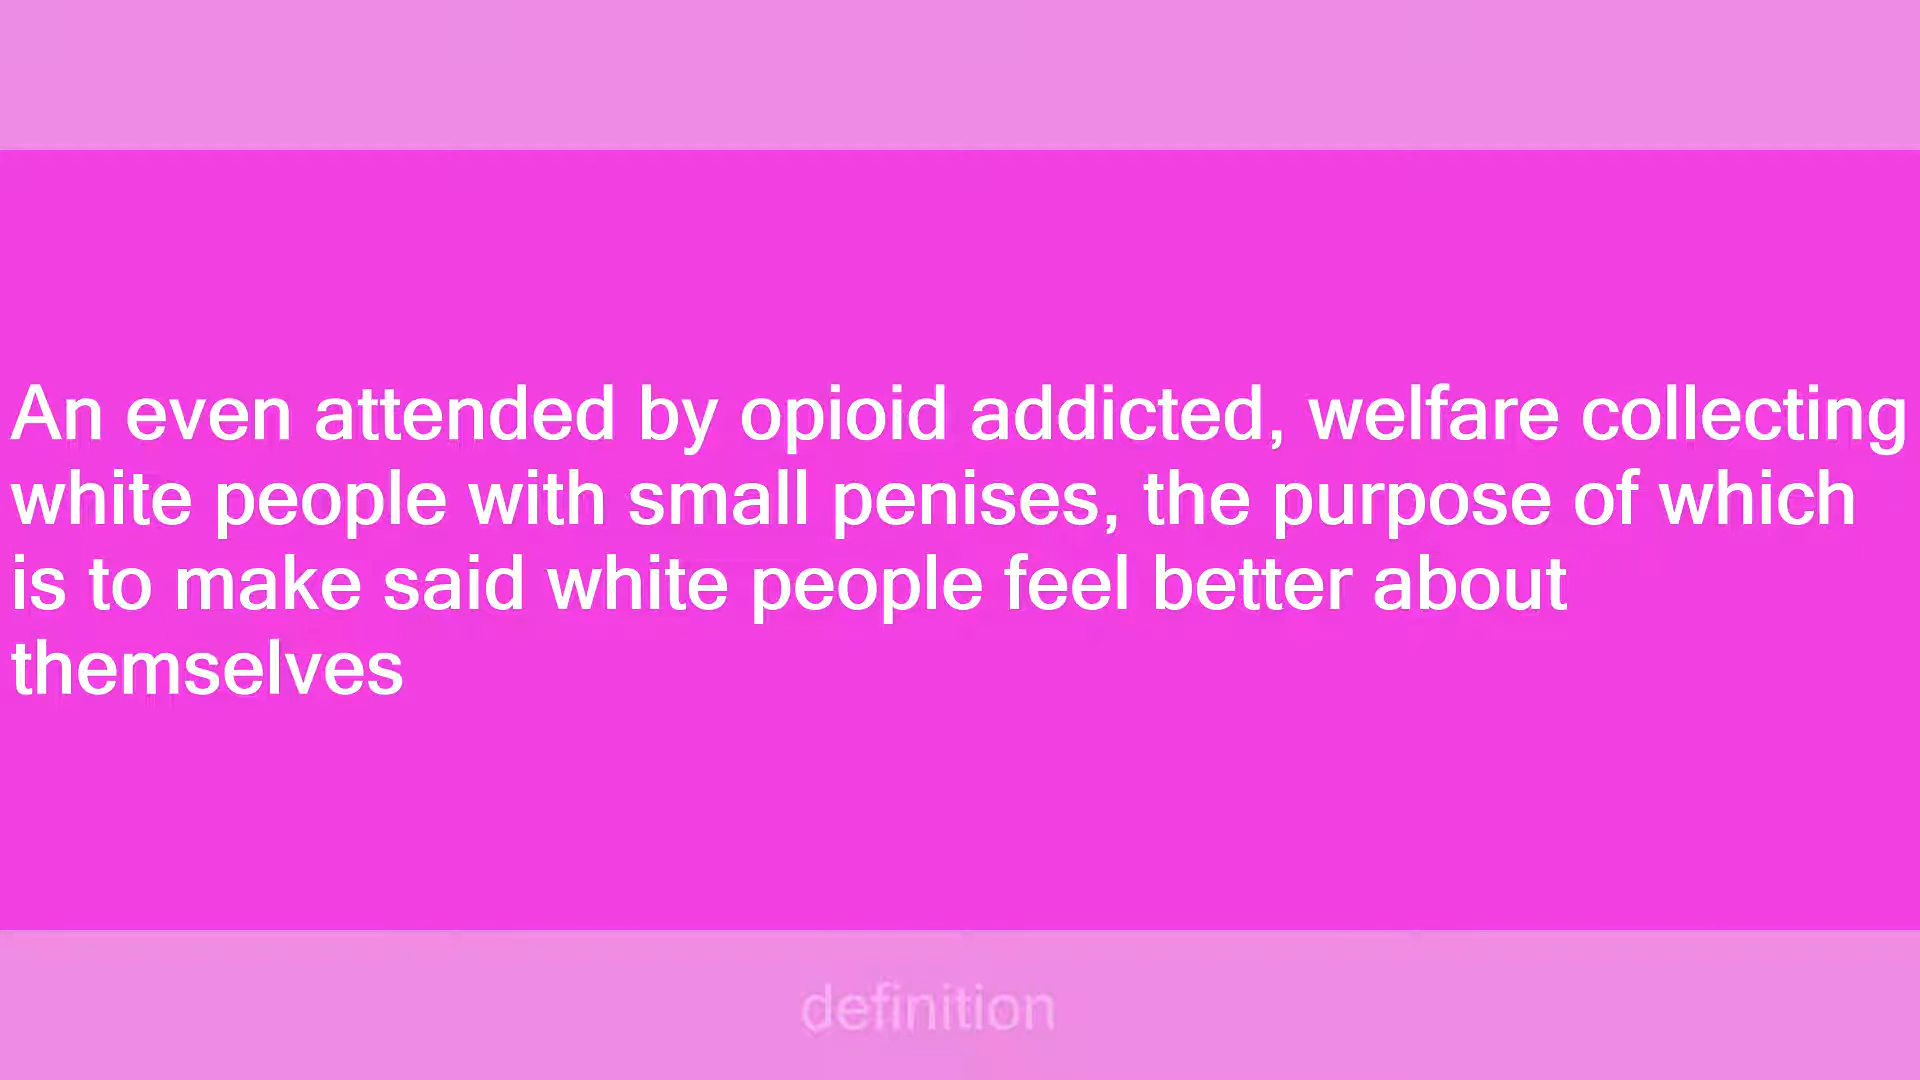 An even attended by opioid addicted, welfare collecting
white people with small penises, the purpose of which
is to make said white people feel better about
themselves
definition